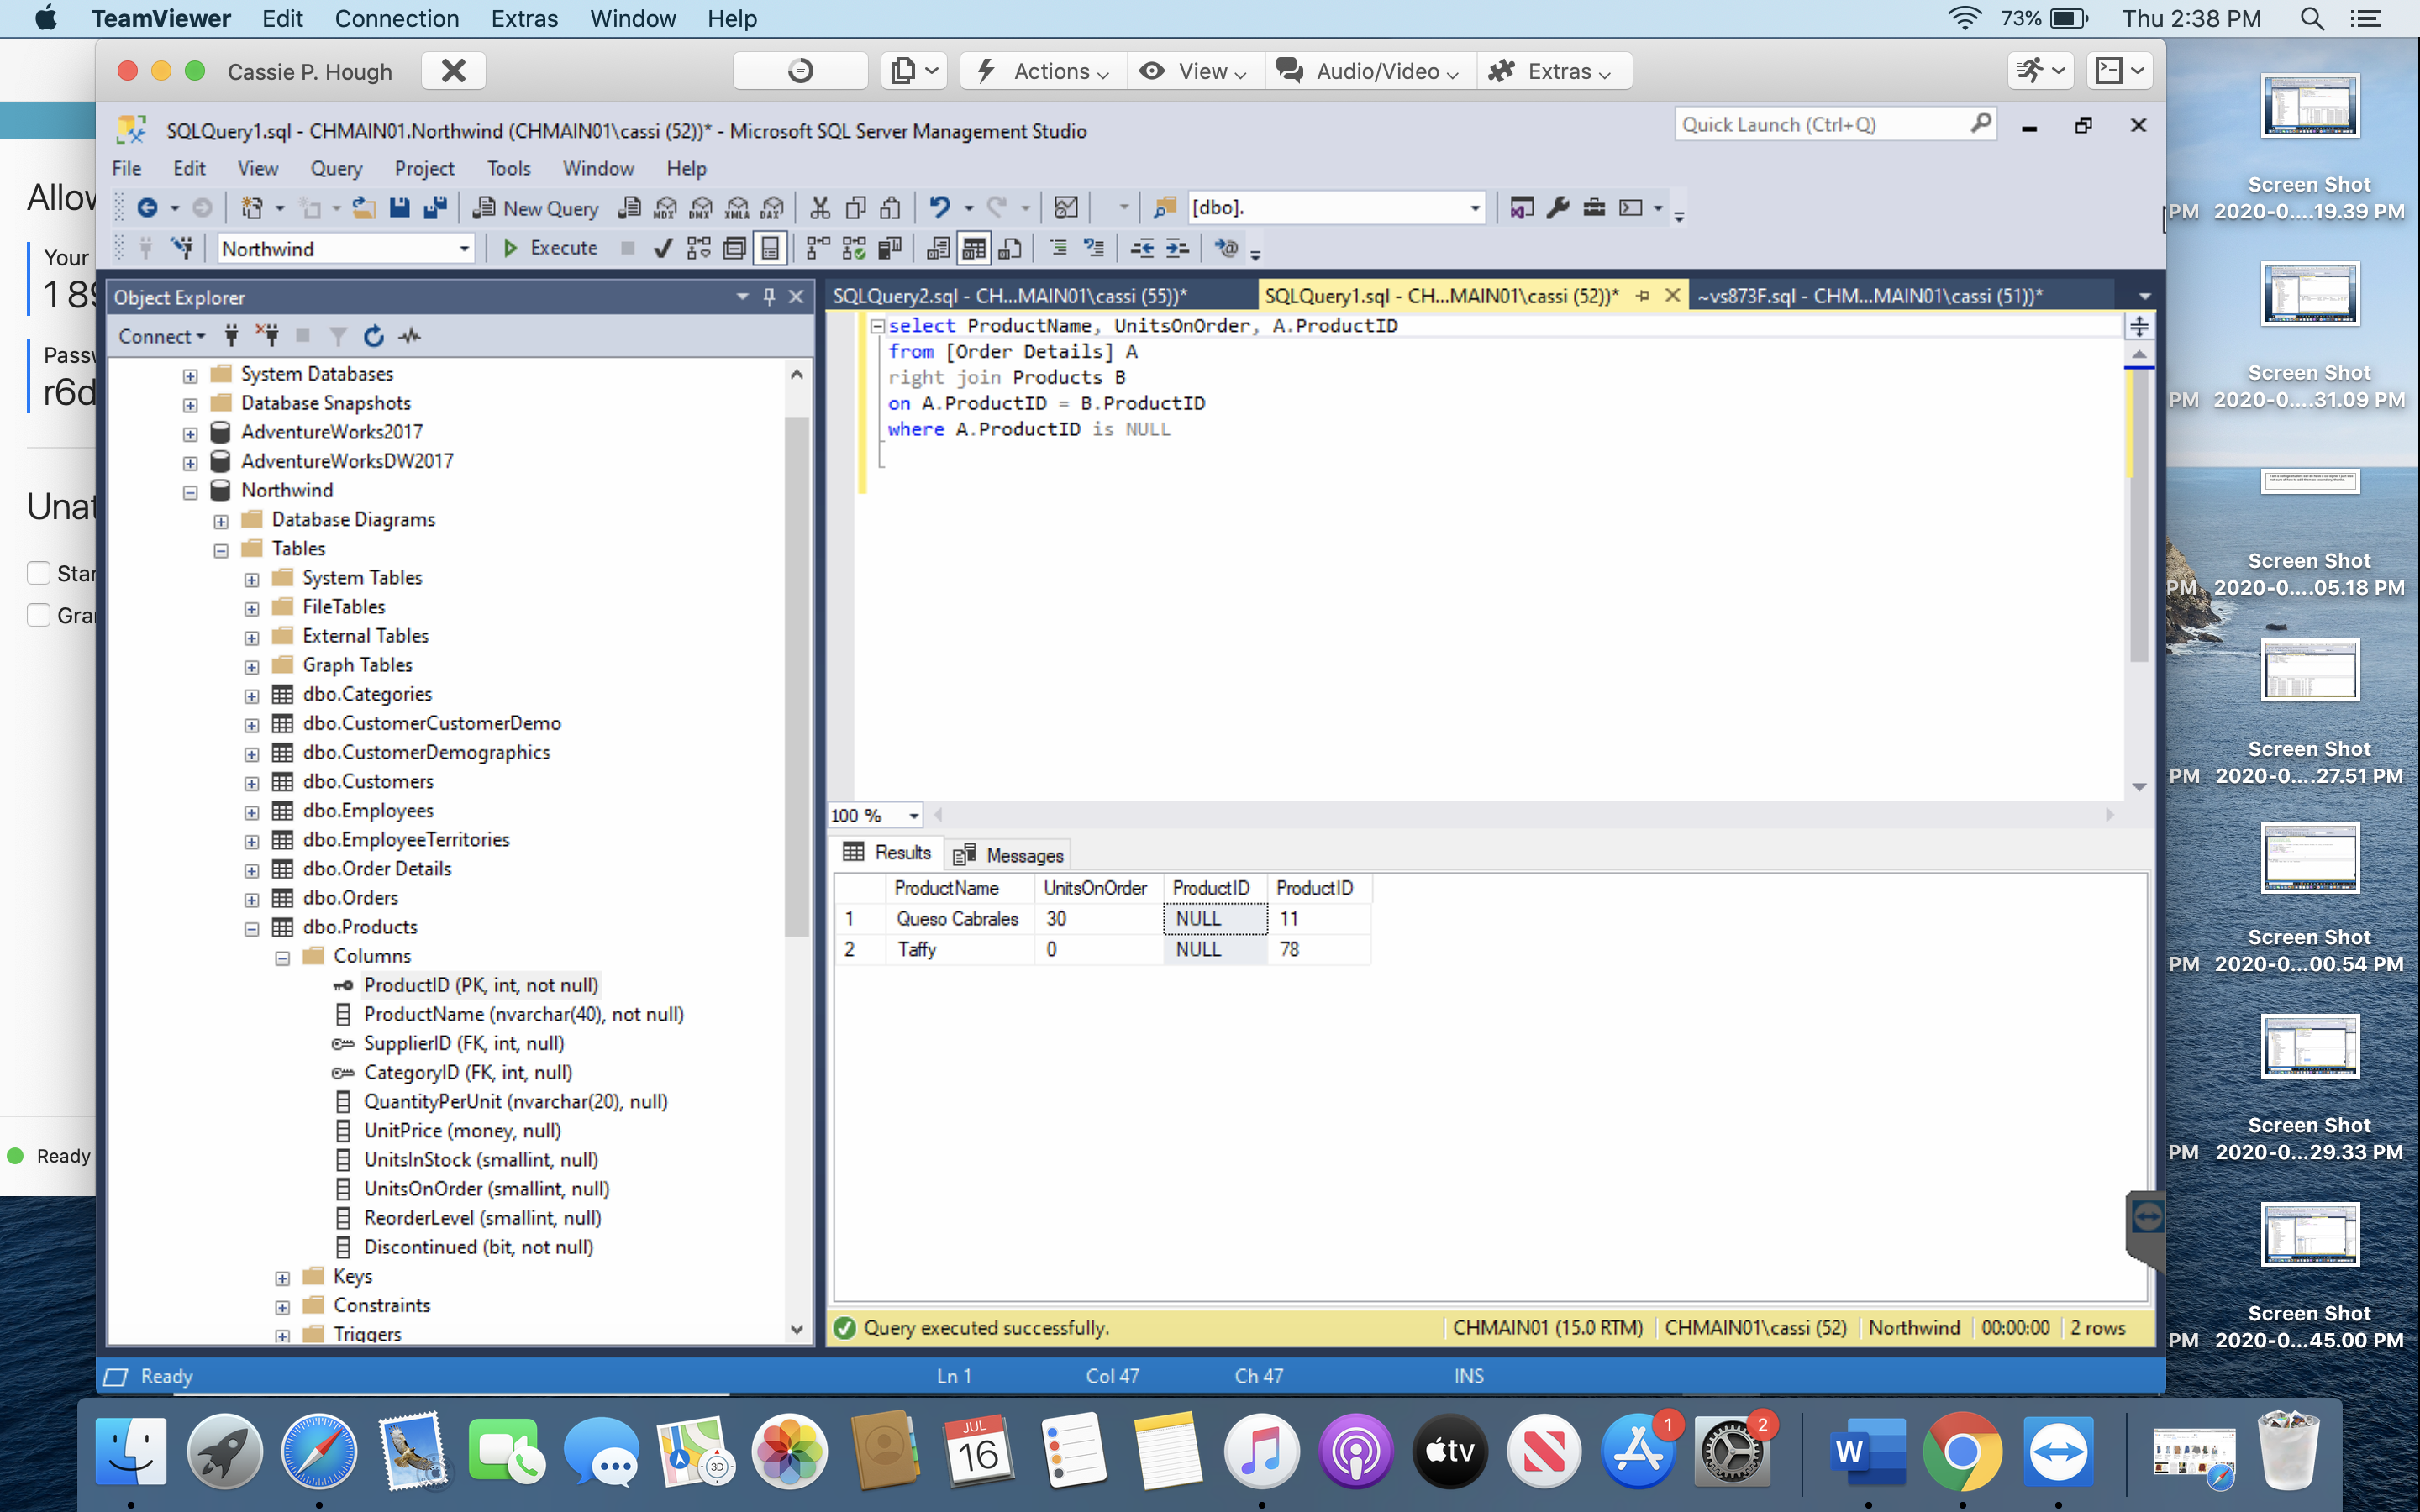 TeamViewer Edit Connection Extras Window Help 73% Thu 2:38 PM
Cassie P. Hough Actions View Audio/Video Extras
SQLQuery1.sql - CHMAIN01.Northwind (CHMAIN01\cassi (52))* - Microsoft SQL Server Management Studio
Quick Launch (Ctrl+Q)
File Edit View Query Project Tools Window Help
New Query MDX DMX XMLA DAX [dbo].
Northwind Execute
Allow
Your
1 89
Passw
r6d
Unat
Star
Gran
Ready
Object Explorer
Connect
System Databases
Database Snapshots
AdventureWorks2017
AdventureWorksDW2017
Northwind
Database Diagrams
Tables
System Tables
FileTables
External Tables
Graph Tables
dbo.Categories
dbo.CustomerCustomerDemo
dbo.CustomerDemographics
dbo.Customers
dbo.Employees
dbo.EmployeeTerritories
dbo.Order Details
dbo.Orders
dbo.Products
Columns
ProductID (PK, int, not null)
ProductName (nvarchar(40), not null)
SupplierID (FK, int, null)
CategoryID (FK, int, null)
QuantityPerUnit (nvarchar(20), null)
UnitPrice (money, null)
UnitsInStock (smallint, null)
UnitsOnOrder (smallint, null)
ReorderLevel (smallint, null)
Discontinued (bit, not null)
Keys
Constraints
Triggers
SQLQuery2.sql - CH...MAIN01\cassi (55))* SQLQuery1.sql - CH...MAIN01\cassi (52))* ~vs873F.sql - CHM...MAIN01\cassi (51))*
select ProductName, UnitsOnOrder, A.ProductID
from [Order Details] A
right join Products B
on A.ProductID = B.ProductID
where A.ProductID is NULL
100 %
Results Messages
ProductName UnitsOnOrder ProductID ProductID
1 Queso Cabrales 30 NULL 11
2 Taffy 0 NULL 78
Query executed successfully. CHMAIN01 (15.0 RTM) CHMAIN01\cassi (52) Northwind 00:00:00 2 rows
Ready Ln 1 Col 47 Ch 47 INS
Screen Shot
PM 2020-0....19.39 PM
Screen Shot
PM 2020-0....31.09 PM
Screen Shot
PM 2020-0....05.18 PM
Screen Shot
PM 2020-0....27.51 PM
Screen Shot
PM 2020-0...00.54 PM
Screen Shot
PM 2020-0...29.33 PM
Screen Shot
PM 2020-0...45.00 PM
3D
JUL
16
tv
1
2
W